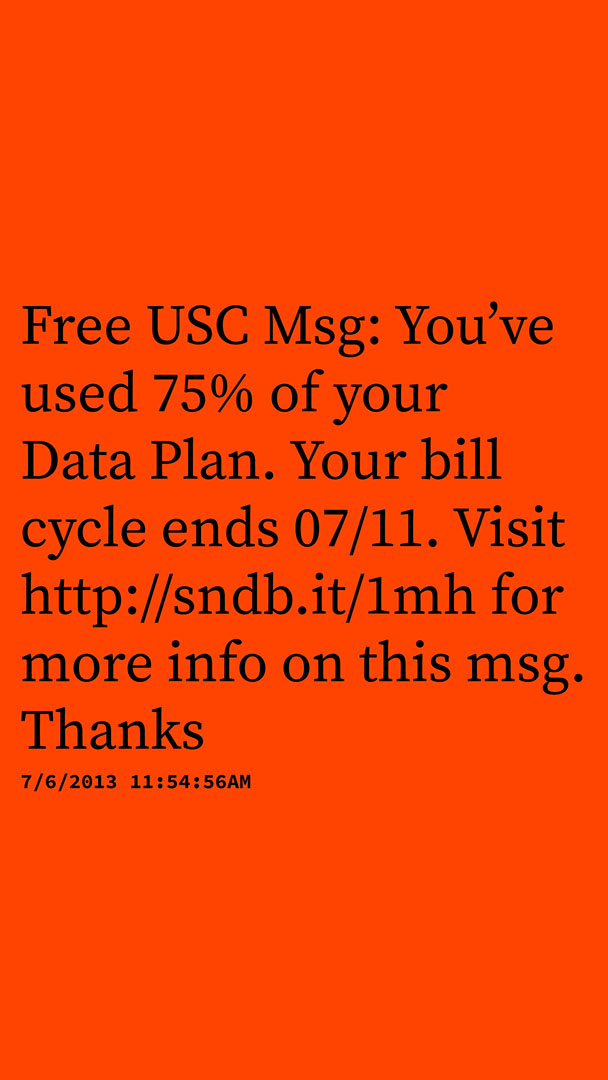 Free USC Msg: You’ve
used 75% of your
Data Plan. Your bill
cycle ends 07/11. Visit
http://sndb.it/1mh for
more info on this msg.
Thanks
7/6/2013 11:54:56AM